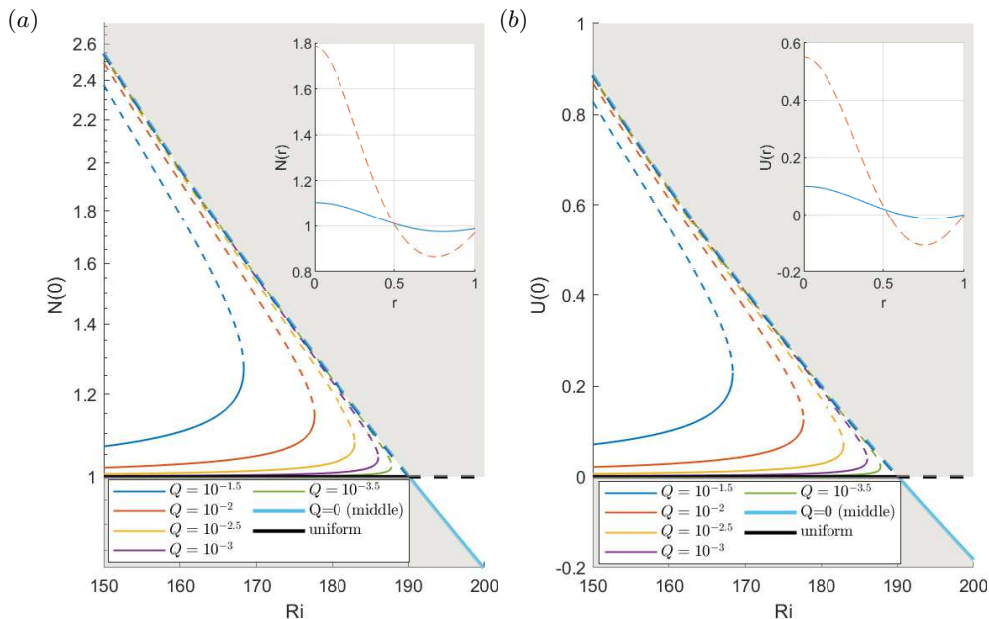 (a)
N(0)
2.6
2.4
2.2
2
1.8
1.6
1.4
1.2
1
150
160
170
180
190
200
Ri
1.8
1.6
1.4
1.2
1
0.8
0
0.5
1
N(r)
r
Q = 10^{-1.5}
Q = 10^{-2}
Q = 10^{-2.5}
Q = 10^{-3}
Q = 10^{-3.5}
Q=0 (middle)
uniform
(b)
U(0)
1
0.8
0.6
0.4
0.2
0
-0.2
150
160
170
180
190
200
Ri
0.6
0.4
0.2
0
-0.2
0
0.5
1
U(r)
r
Q = 10^{-1.5}
Q = 10^{-2}
Q = 10^{-2.5}
Q = 10^{-3}
Q = 10^{-3.5}
Q=0 (middle)
uniform